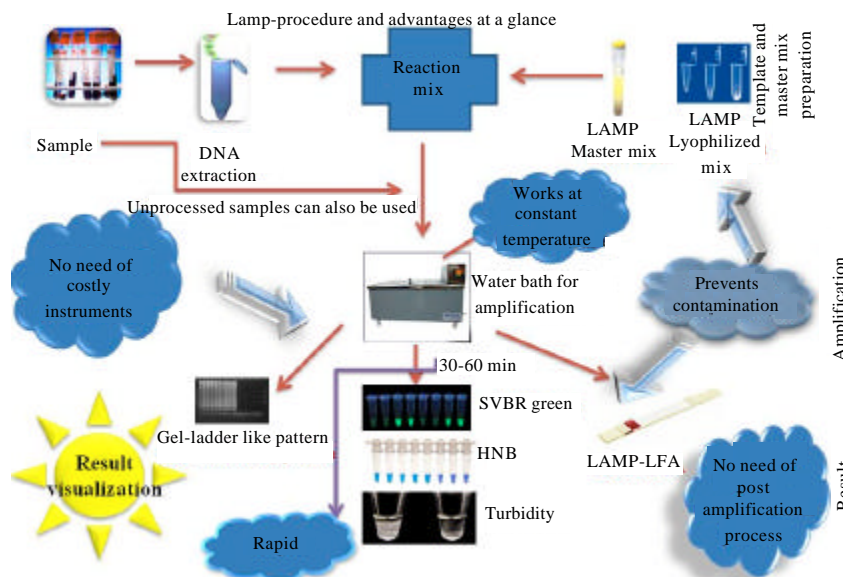 Lamp-procedure and advantages at a glance
Reaction
mix
Sample
DNA
extraction
LAMP
Master mix
LAMP
Lyophilized
mix
Template and
master mix
preparation
Unprocessed samples can also be used
Works at
constant
temperature
No need of
costly
instruments
Water bath for
amplification
Prevents
contamination
Amplification
30-60 min
SVBR green
Gel-ladder like pattern
HNB
LAMP-LFA
Result
visualization
No need of
post
amplification
process
Turbidity
Rapid
Result